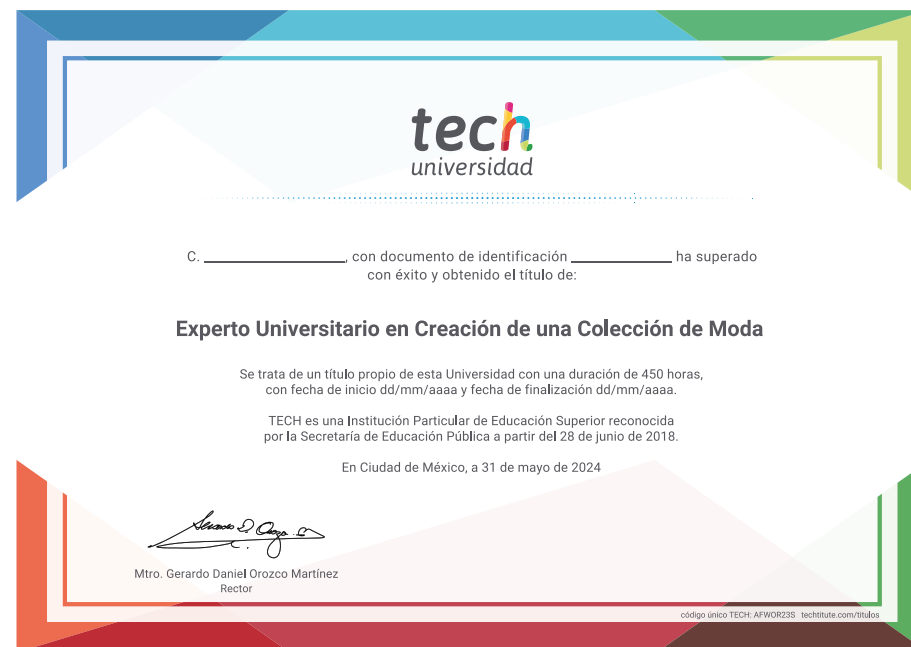 tech
universidad
C. ____________________, con documento de identificación ______________ ha superado
con éxito y obtenido el título de:
Experto Universitario en Creación de una Colección de Moda
Se trata de un título propio de esta Universidad con una duración de 450 horas,
con fecha de inicio dd/mm/aaaa y fecha de finalización dd/mm/aaaa.
TECH es una Institución Particular de Educación Superior reconocida
por la Secretaría de Educación Pública a partir del 28 de junio de 2018.
En Ciudad de México, a 31 de mayo de 2024
Mtro. Gerardo Daniel Orozco Martínez
Rector
código único TECH: AFWOR23S techtitute.com/titulos